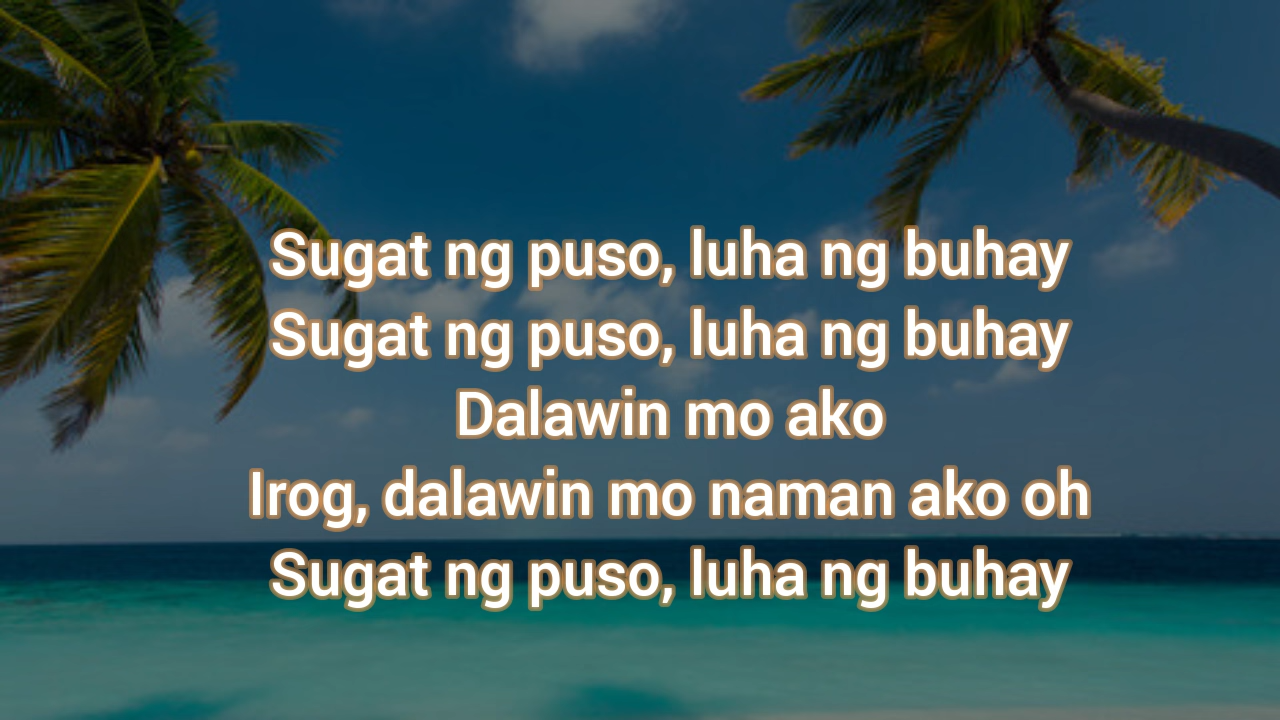 Sugat ng puso, luha ng buhay
Sugat ng puso, luha ng buhay
Dalawin mo ako
Irog, dalawin mo naman ako oh
Sugat ng puso, luha ng buhay